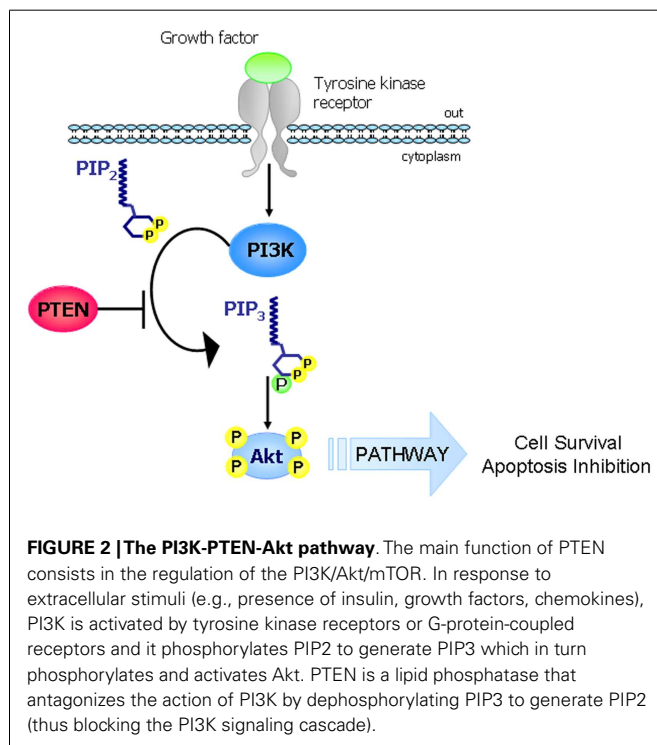 Growth factor
Tyrosine kinase
receptor
out
cytoplasm
PIP2
P
P
PI3K
PTEN
PIP3
P
P
P
P
P
Akt
P
P
PATHWAY
Cell Survival
Apoptosis Inhibition
FIGURE 2 | The PI3K-PTEN-Akt pathway. The main function of PTEN
consists in the regulation of the PI3K/Akt/mTOR. In response to
extracellular stimuli (e.g., presence of insulin, growth factors, chemokines),
PI3K is activated by tyrosine kinase receptors or G-protein-coupled
receptors and it phosphorylates PIP2 to generate PIP3 which in turn
phosphorylates and activates Akt. PTEN is a lipid phosphatase that
antagonizes the action of PI3K by dephosphorylating PIP3 to generate PIP2
(thus blocking the PI3K signaling cascade).